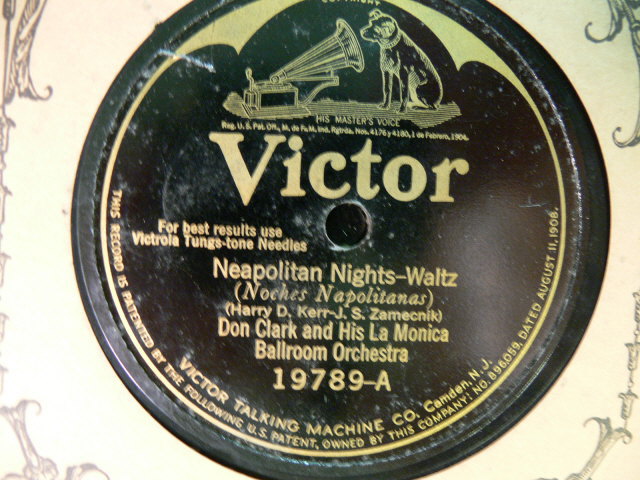 COPYRIGHT
HIS MASTER'S VOICE
Reg. U.S. Pat. Off., M. de F. M. Ind. Rgtrda. Nos. 4176 y 4180, 1 de Febrero, 1904.
Victor
For best results use
Victrola Tungs-tone Needles
Neapolitan Nights–Waltz
(Noches Napolitanas)
(Harry D. Kerr-J. S. Zamecnik)
Don Clark and His La Monica
Ballroom Orchestra
19789-A
VICTOR TALKING MACHINE CO. Camden, N. J.
THIS RECORD IS PATENTED BY THE FOLLOWING U.S. PATENT, OWNED BY THIS COMPANY: NO. 896,059, DATED AUGUST 11, 1908.